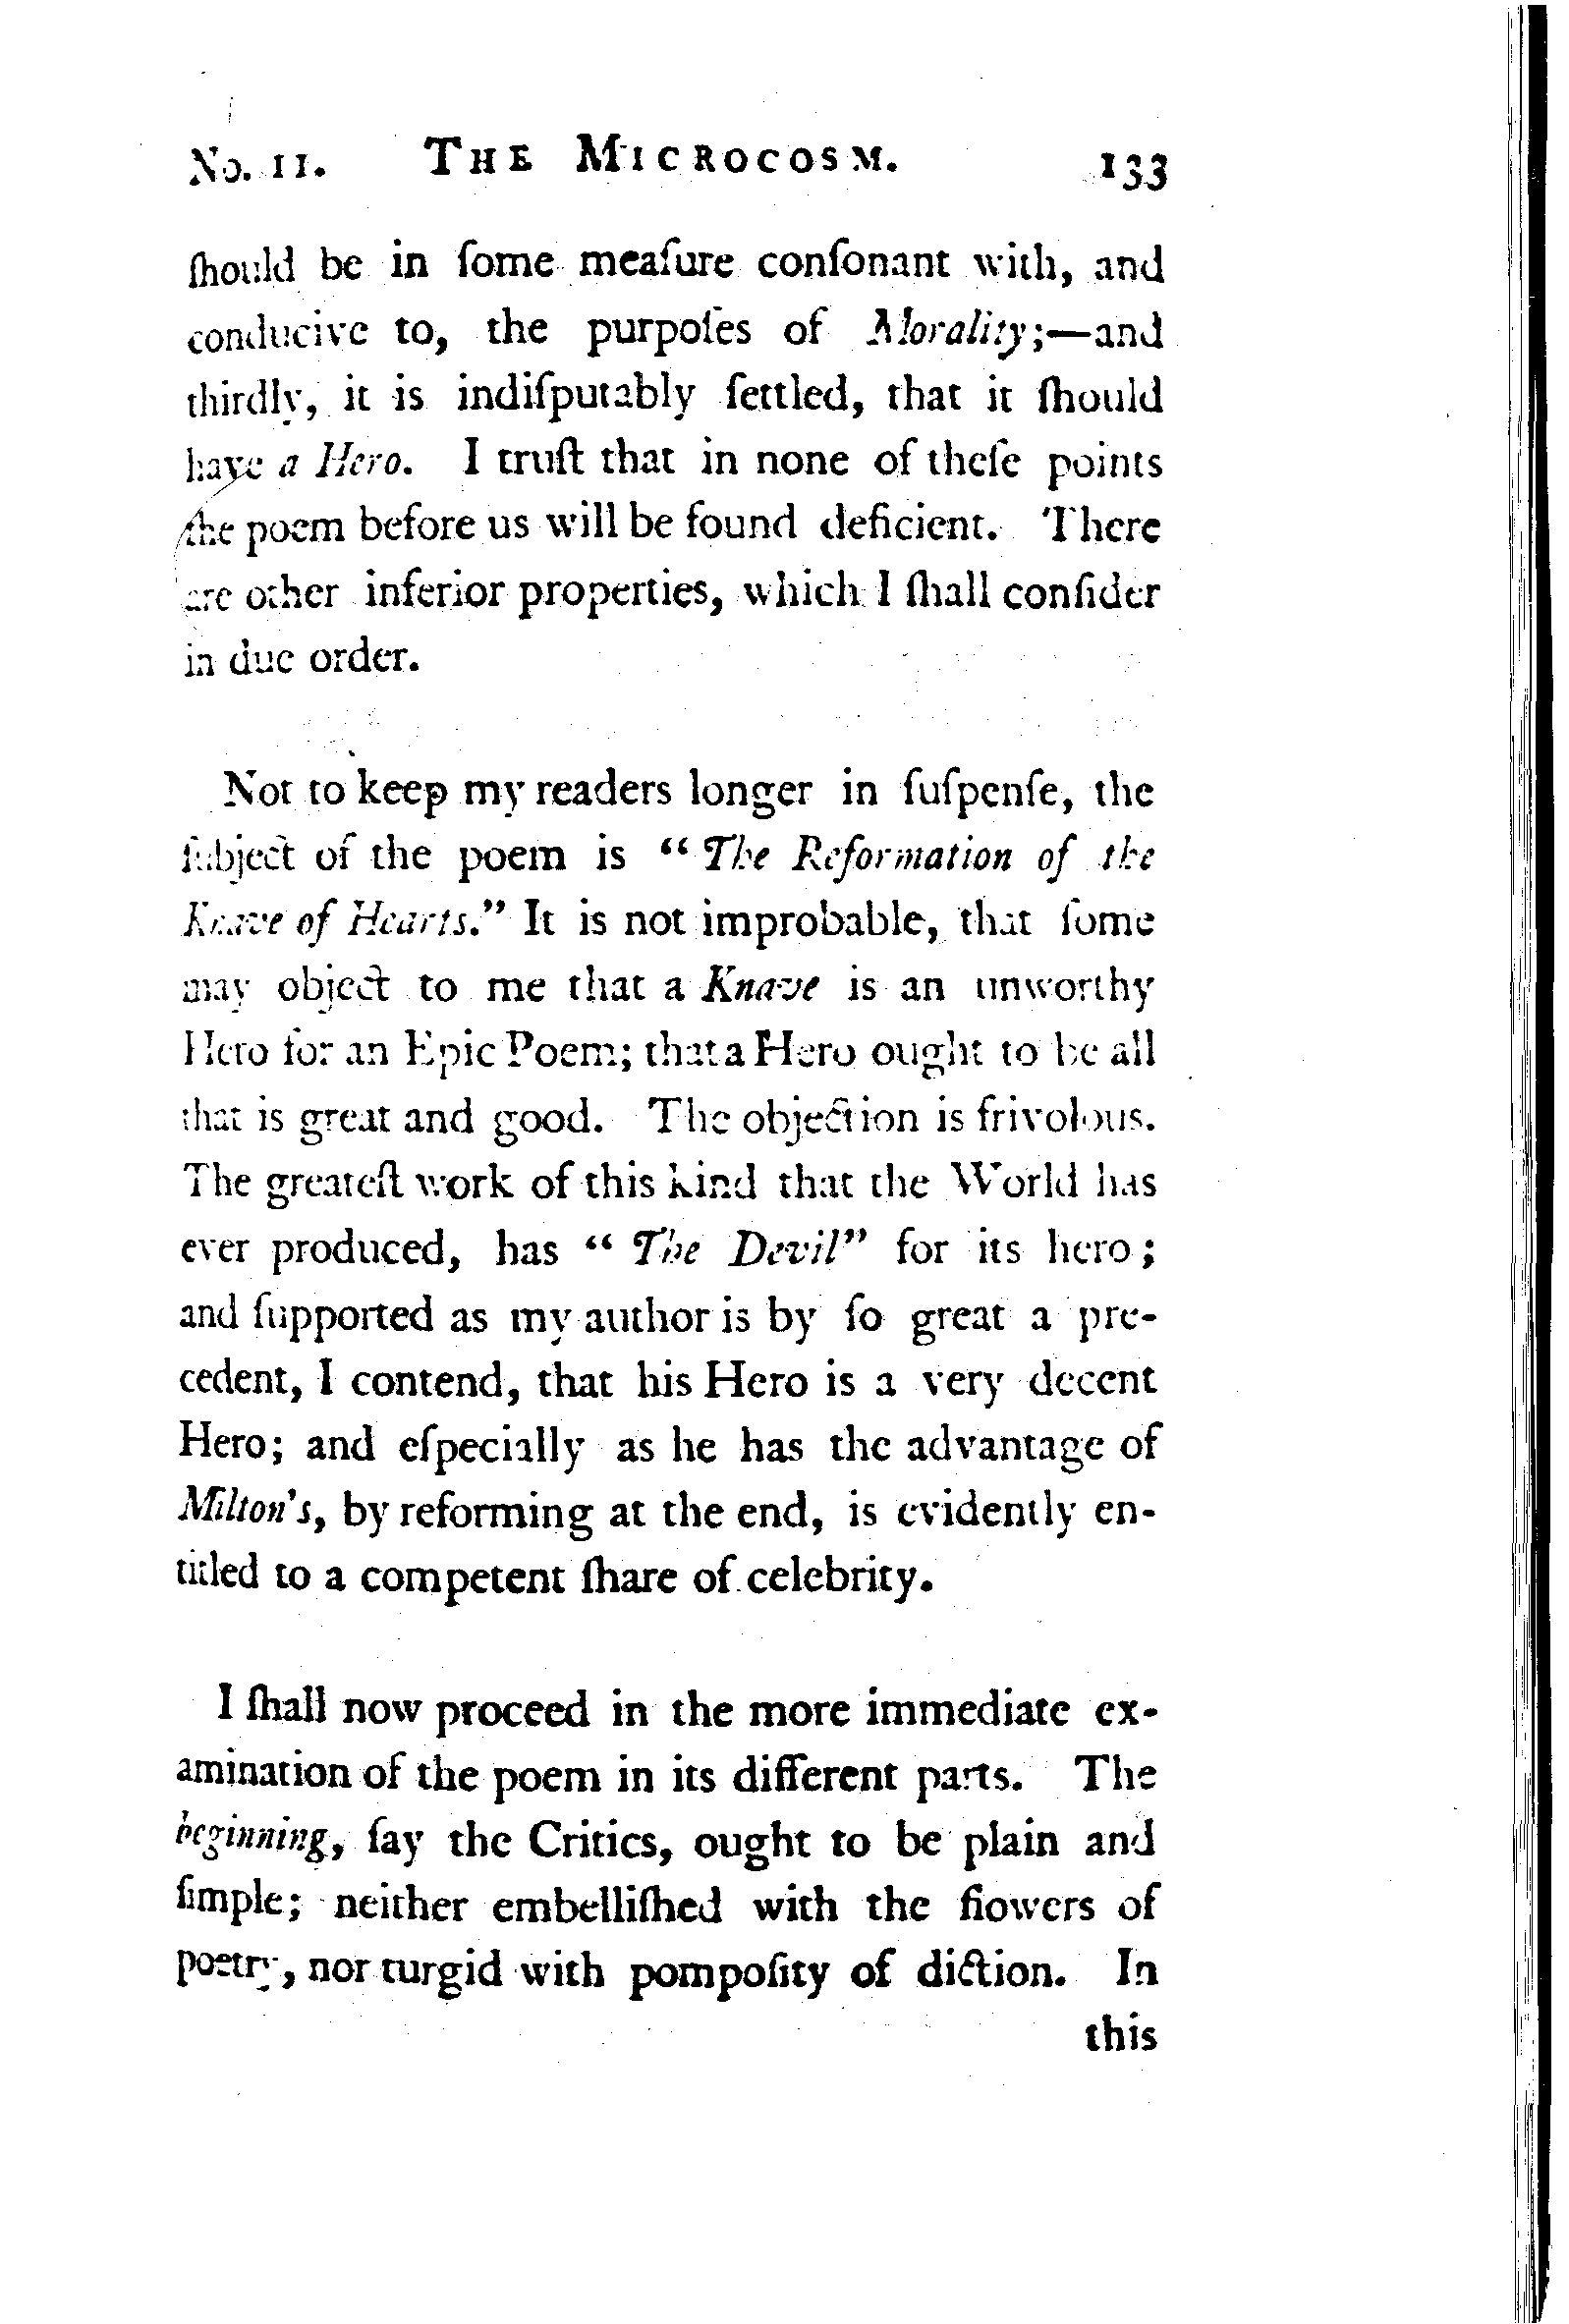 No. 11. THE MICROCOSM. 133
ſhould be in ſome meaſure conſonant with, and
conducive to, the purpoſes of Morality;—and
thirdly, it is indiſputably ſettled, that it ſhould
have a Hero. I truſt that in none of theſe points
the poem before us will be found deficient. There
are other inferior properties, which I ſhall conſider
in due order.
Not to keep my readers longer in ſuſpenſe, the
ſubject of the poem is “ The Reformation of the
Knave of Hearts.” It is not improbable, that ſome
may object to me that a Knave is an unworthy
Hero for an Epic Poem; that a Hero ought to be all
that is great and good. The objection is frivolous.
The greateſt work of this kind that the World has
ever produced, has “ The Devil” for its hero;
and ſupported as my author is by ſo great a pre-
cedent, I contend, that his Hero is a very decent
Hero; and eſpecially as he has the advantage of
Milton's, by reforming at the end, is evidently en-
titled to a competent ſhare of celebrity.
I ſhall now proceed in the more immediate ex-
amination of the poem in its different parts. The
beginning, ſay the Critics, ought to be plain and
ſimple; neither embelliſhed with the flowers of
poetry, nor turgid with pompoſity of diction. In
this